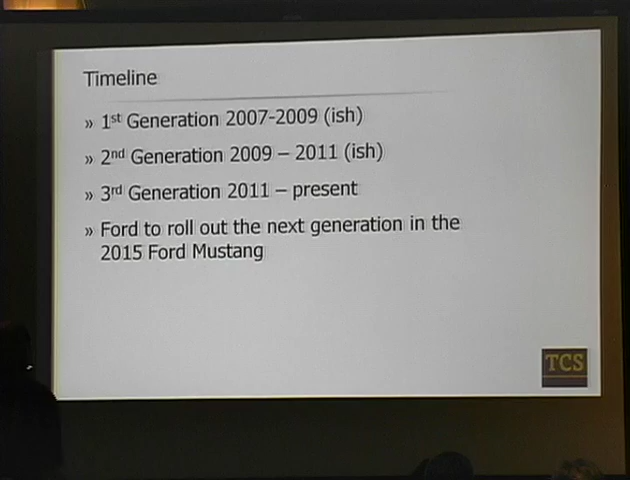 Timeline
» 1st Generation 2007-2009 (ish)
» 2nd Generation 2009 – 2011 (ish)
» 3rd Generation 2011 – present
» Ford to roll out the next generation in the
2015 Ford Mustang
TCS